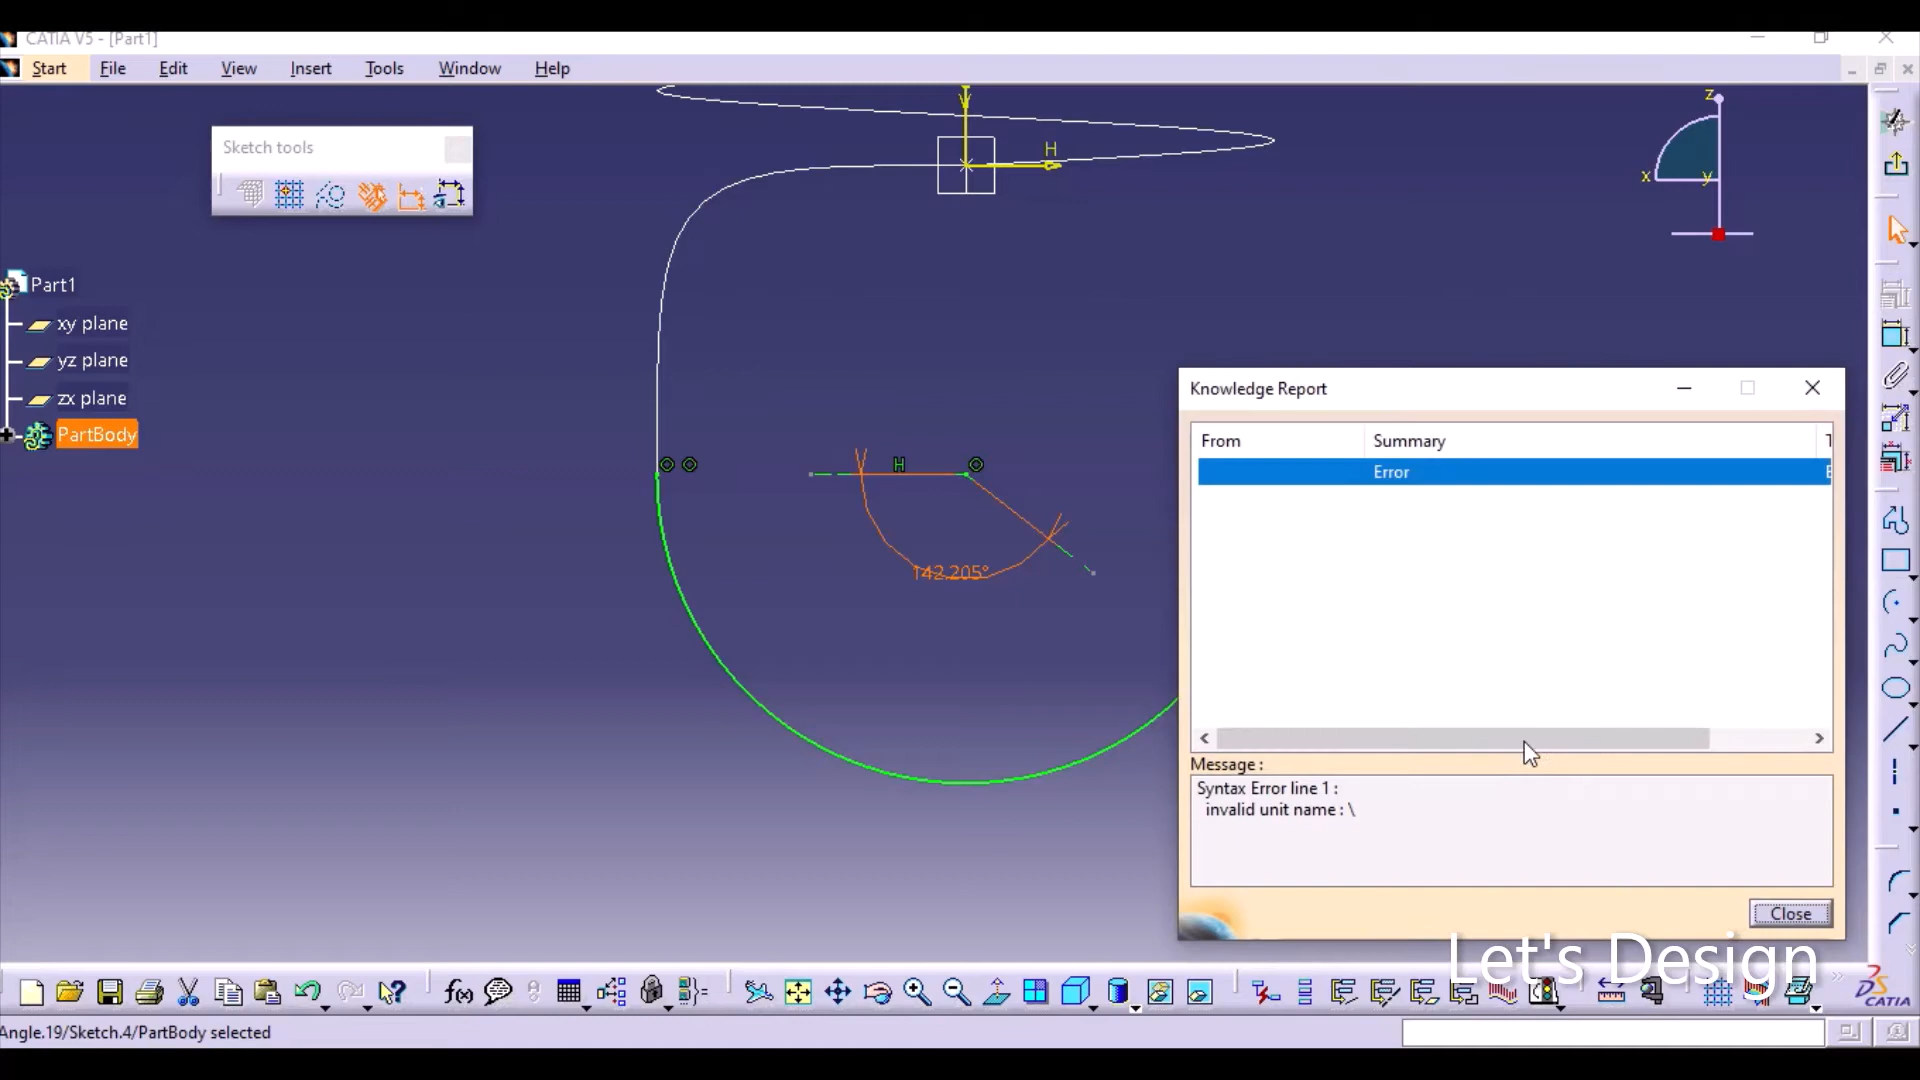 CATIA V5 - [Part1]
Start File Edit View Insert Tools Window Help
Sketch tools
V
H
z
x
y
Part1
xy plane
yz plane
zx plane
PartBody
H
142.205°
Knowledge Report
From Summary
Error
Message :
Syntax Error line 1 :
invalid unit name : \
Close
Let's Design
f(x)
CATIA
Angle.19/Sketch.4/PartBody selected